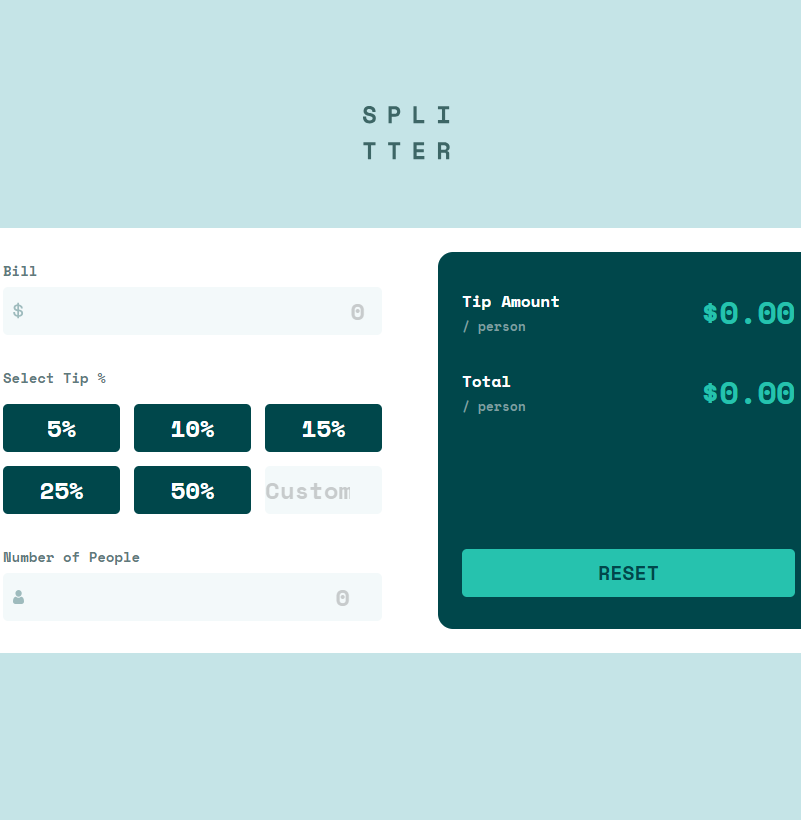 SPLI
TTER
Bill
$ 0
Select Tip %
5% 10% 15%
25% 50% Custom
Number of People
0
Tip Amount
/ person
$0.00
Total
/ person
$0.00
RESET